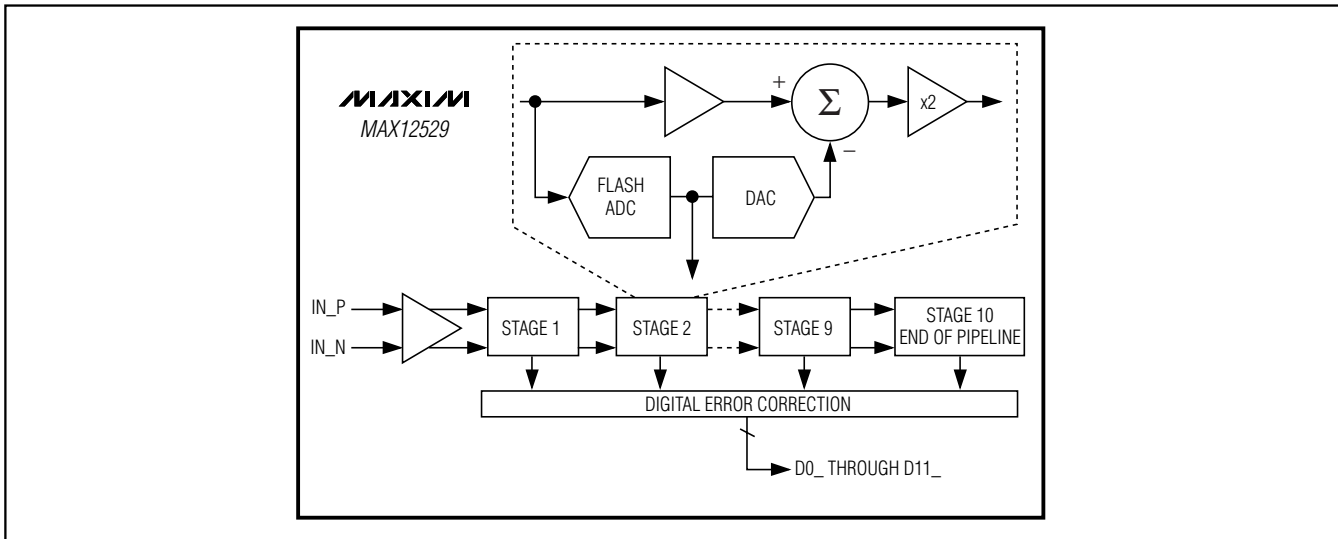 MAXIM
MAX12529
+
Σ
x2
−
FLASH
ADC
DAC
IN_P
IN_N
STAGE 1
STAGE 2
STAGE 9
STAGE 10
END OF PIPELINE
DIGITAL ERROR CORRECTION
D0_ THROUGH D11_